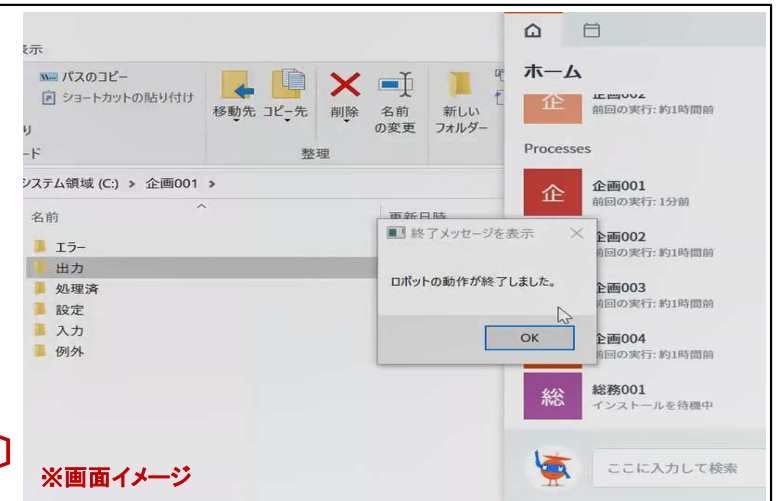 表示
パスのコピー
ショートカットの貼り付け
移動先
コピー先
削除
名前
の変更
新しい
フォルダー
り
ード
整理
システム領域 (C:) > 企画001 >
名前
更新日時
エラー
出力
処理済
設定
入力
例外
終了メッセージを表示
ロボットの動作が終了しました。
OK
ホーム
企
企画002
前回の実行: 約1時間前
Processes
企
企画001
前回の実行: 1分前
企画002
前回の実行: 約1時間前
企画003
前回の実行: 約1時間前
企画004
前回の実行: 約1時間前
総
総務001
インストールを待機中
ここに入力して検索
※画面イメージ